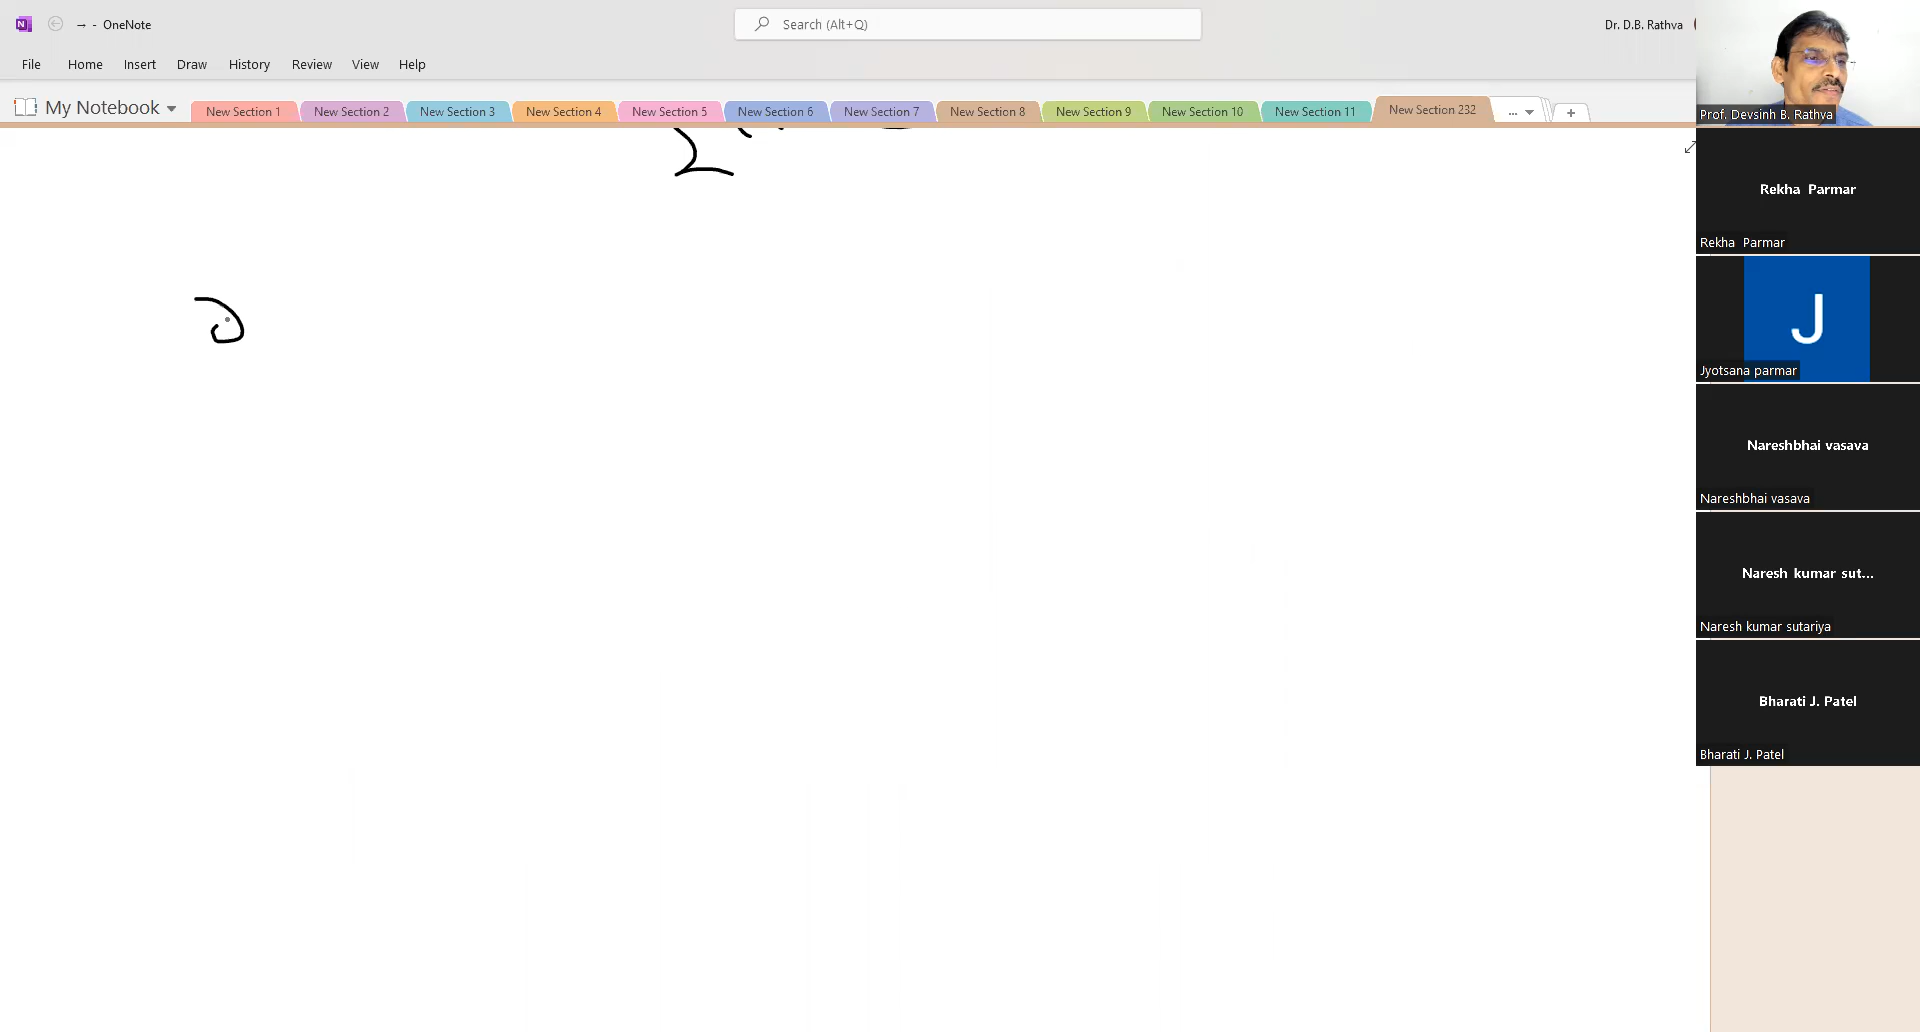 → - OneNote
Search (Alt+Q)
Dr. D.B. Rathva
File Home Insert Draw History Review View Help
My Notebook
New Section 1 New Section 2 New Section 3 New Section 4 New Section 5 New Section 6 New Section 7 New Section 8 New Section 9 New Section 10 New Section 11 New Section 232 ... +
Prof. Devsinh B. Rathva
Rekha Parmar
Rekha Parmar
J
Jyotsana parmar
Nareshbhai vasava
Nareshbhai vasava
Naresh kumar sut...
Naresh kumar sutariya
Bharati J. Patel
Bharati J. Patel